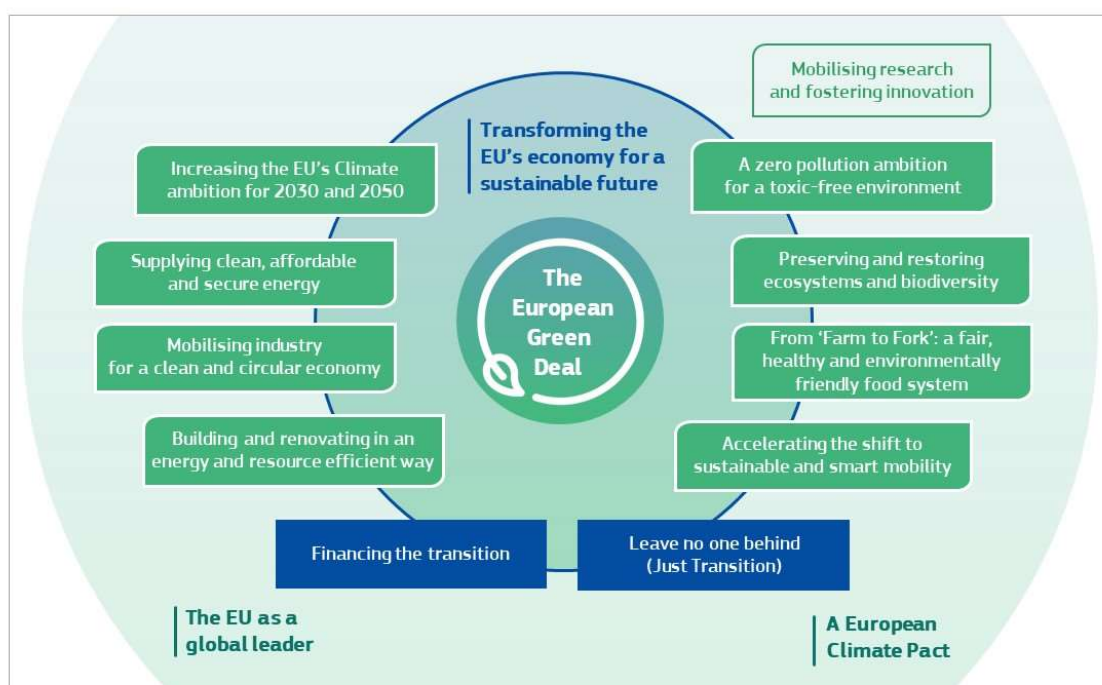 Mobilising research
and fostering innovation
Transforming the
EU's economy for a
sustainable future
Increasing the EU's Climate
ambition for 2030 and 2050
A zero pollution ambition
for a toxic-free environment
Supplying clean, affordable
and secure energy
The
European
Green
Deal
Preserving and restoring
ecosystems and biodiversity
Mobilising industry
for a clean and circular economy
From ‘Farm to Fork’: a fair,
healthy and environmentally
friendly food system
Building and renovating in an
energy and resource efficient way
Accelerating the shift to
sustainable and smart mobility
Financing the transition
Leave no one behind
(Just Transition)
The EU as a
global leader
A European
Climate Pact